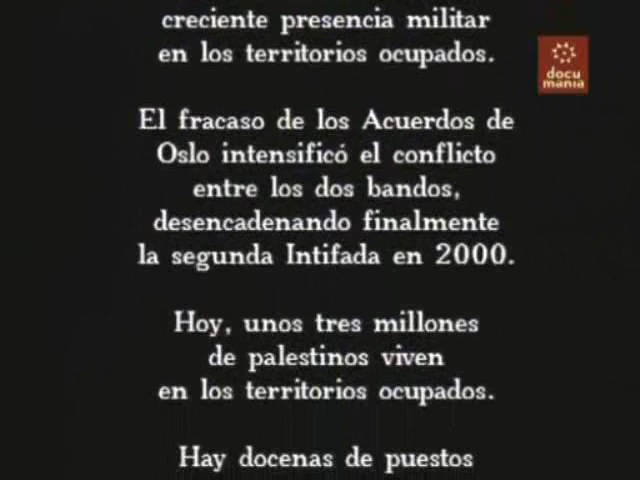 creciente presencia militar
en los territorios ocupados.
docu
mania
El fracaso de los Acuerdos de
Oslo intensificó el conflicto
entre los dos bandos,
desencadenando finalmente
la segunda Intifada en 2000.
Hoy, unos tres millones
de palestinos viven
en los territorios ocupados.
Hay docenas de puestos